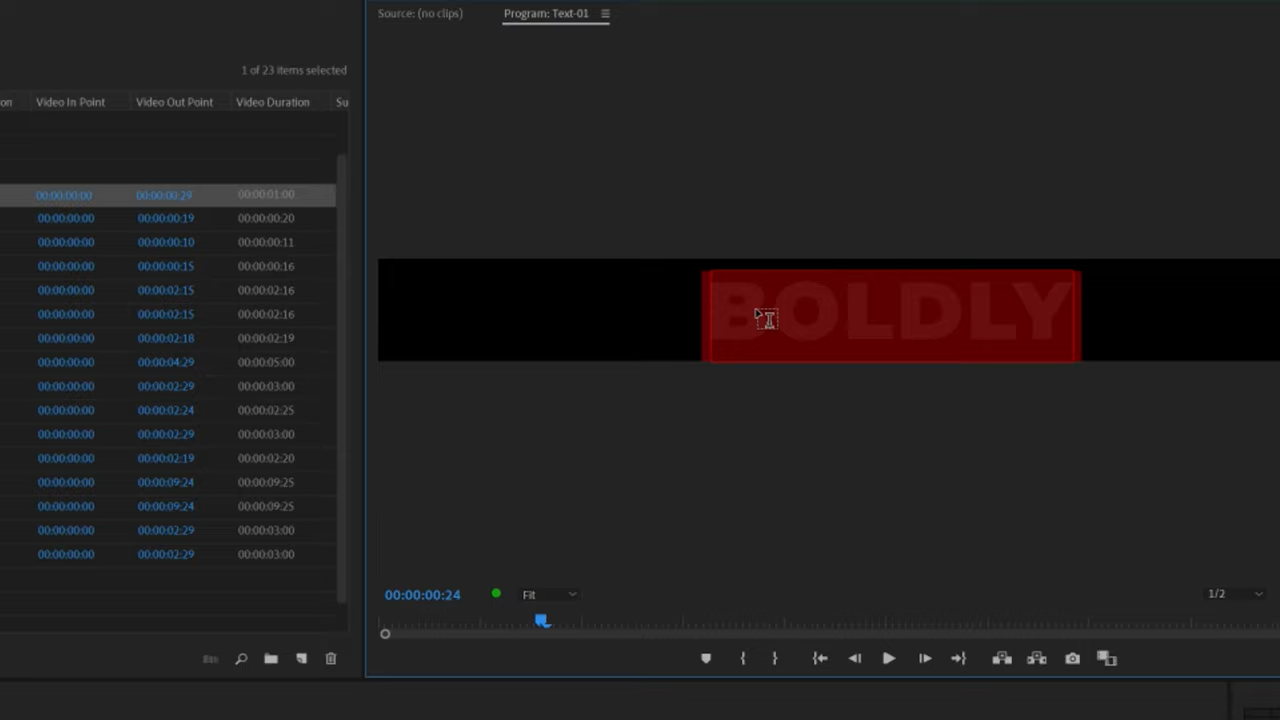 Source: (no clips)
Program: Text-01
1 of 23 items selected
on Video In Point Video Out Point Video Duration Su
00:00:00:00 00:00:00:29 00:00:01:00
00:00:00:00 00:00:00:19 00:00:00:20
00:00:00:00 00:00:00:10 00:00:00:11
00:00:00:00 00:00:00:15 00:00:00:16
00:00:00:00 00:00:02:15 00:00:02:16
00:00:00:00 00:00:02:15 00:00:02:16
00:00:00:00 00:00:02:18 00:00:02:19
00:00:00:00 00:00:04:29 00:00:05:00
00:00:00:00 00:00:02:29 00:00:03:00
00:00:00:00 00:00:02:24 00:00:02:25
00:00:00:00 00:00:02:29 00:00:03:00
00:00:00:00 00:00:02:19 00:00:02:20
00:00:00:00 00:00:09:24 00:00:09:25
00:00:00:00 00:00:09:24 00:00:09:25
00:00:00:00 00:00:02:29 00:00:03:00
00:00:00:00 00:00:02:29 00:00:03:00
BOLDLY
00:00:00:24
Fit
1/2